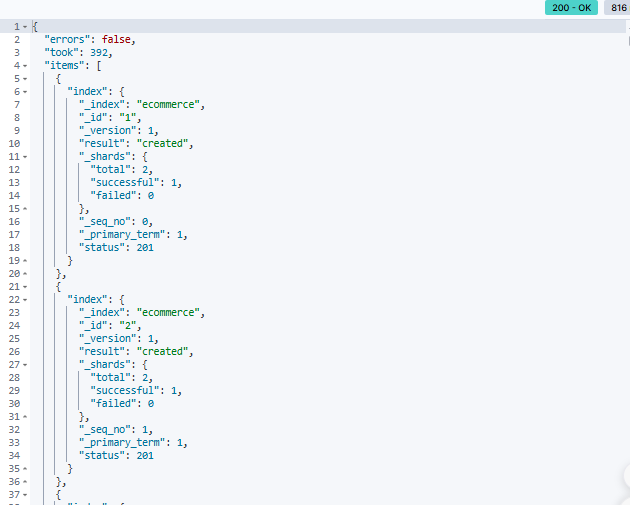 200 - OK 816
1 {
2 "errors": false,
3 "took": 392,
4 "items": [
5 {
6 "index": {
7 "_index": "ecommerce",
8 "_id": "1",
9 "_version": 1,
10 "result": "created",
11 "_shards": {
12 "total": 2,
13 "successful": 1,
14 "failed": 0
15 },
16 "_seq_no": 0,
17 "_primary_term": 1,
18 "status": 201
19 }
20 },
21 {
22 "index": {
23 "_index": "ecommerce",
24 "_id": "2",
25 "_version": 1,
26 "result": "created",
27 "_shards": {
28 "total": 2,
29 "successful": 1,
30 "failed": 0
31 },
32 "_seq_no": 1,
33 "_primary_term": 1,
34 "status": 201
35 }
36 },
37 {